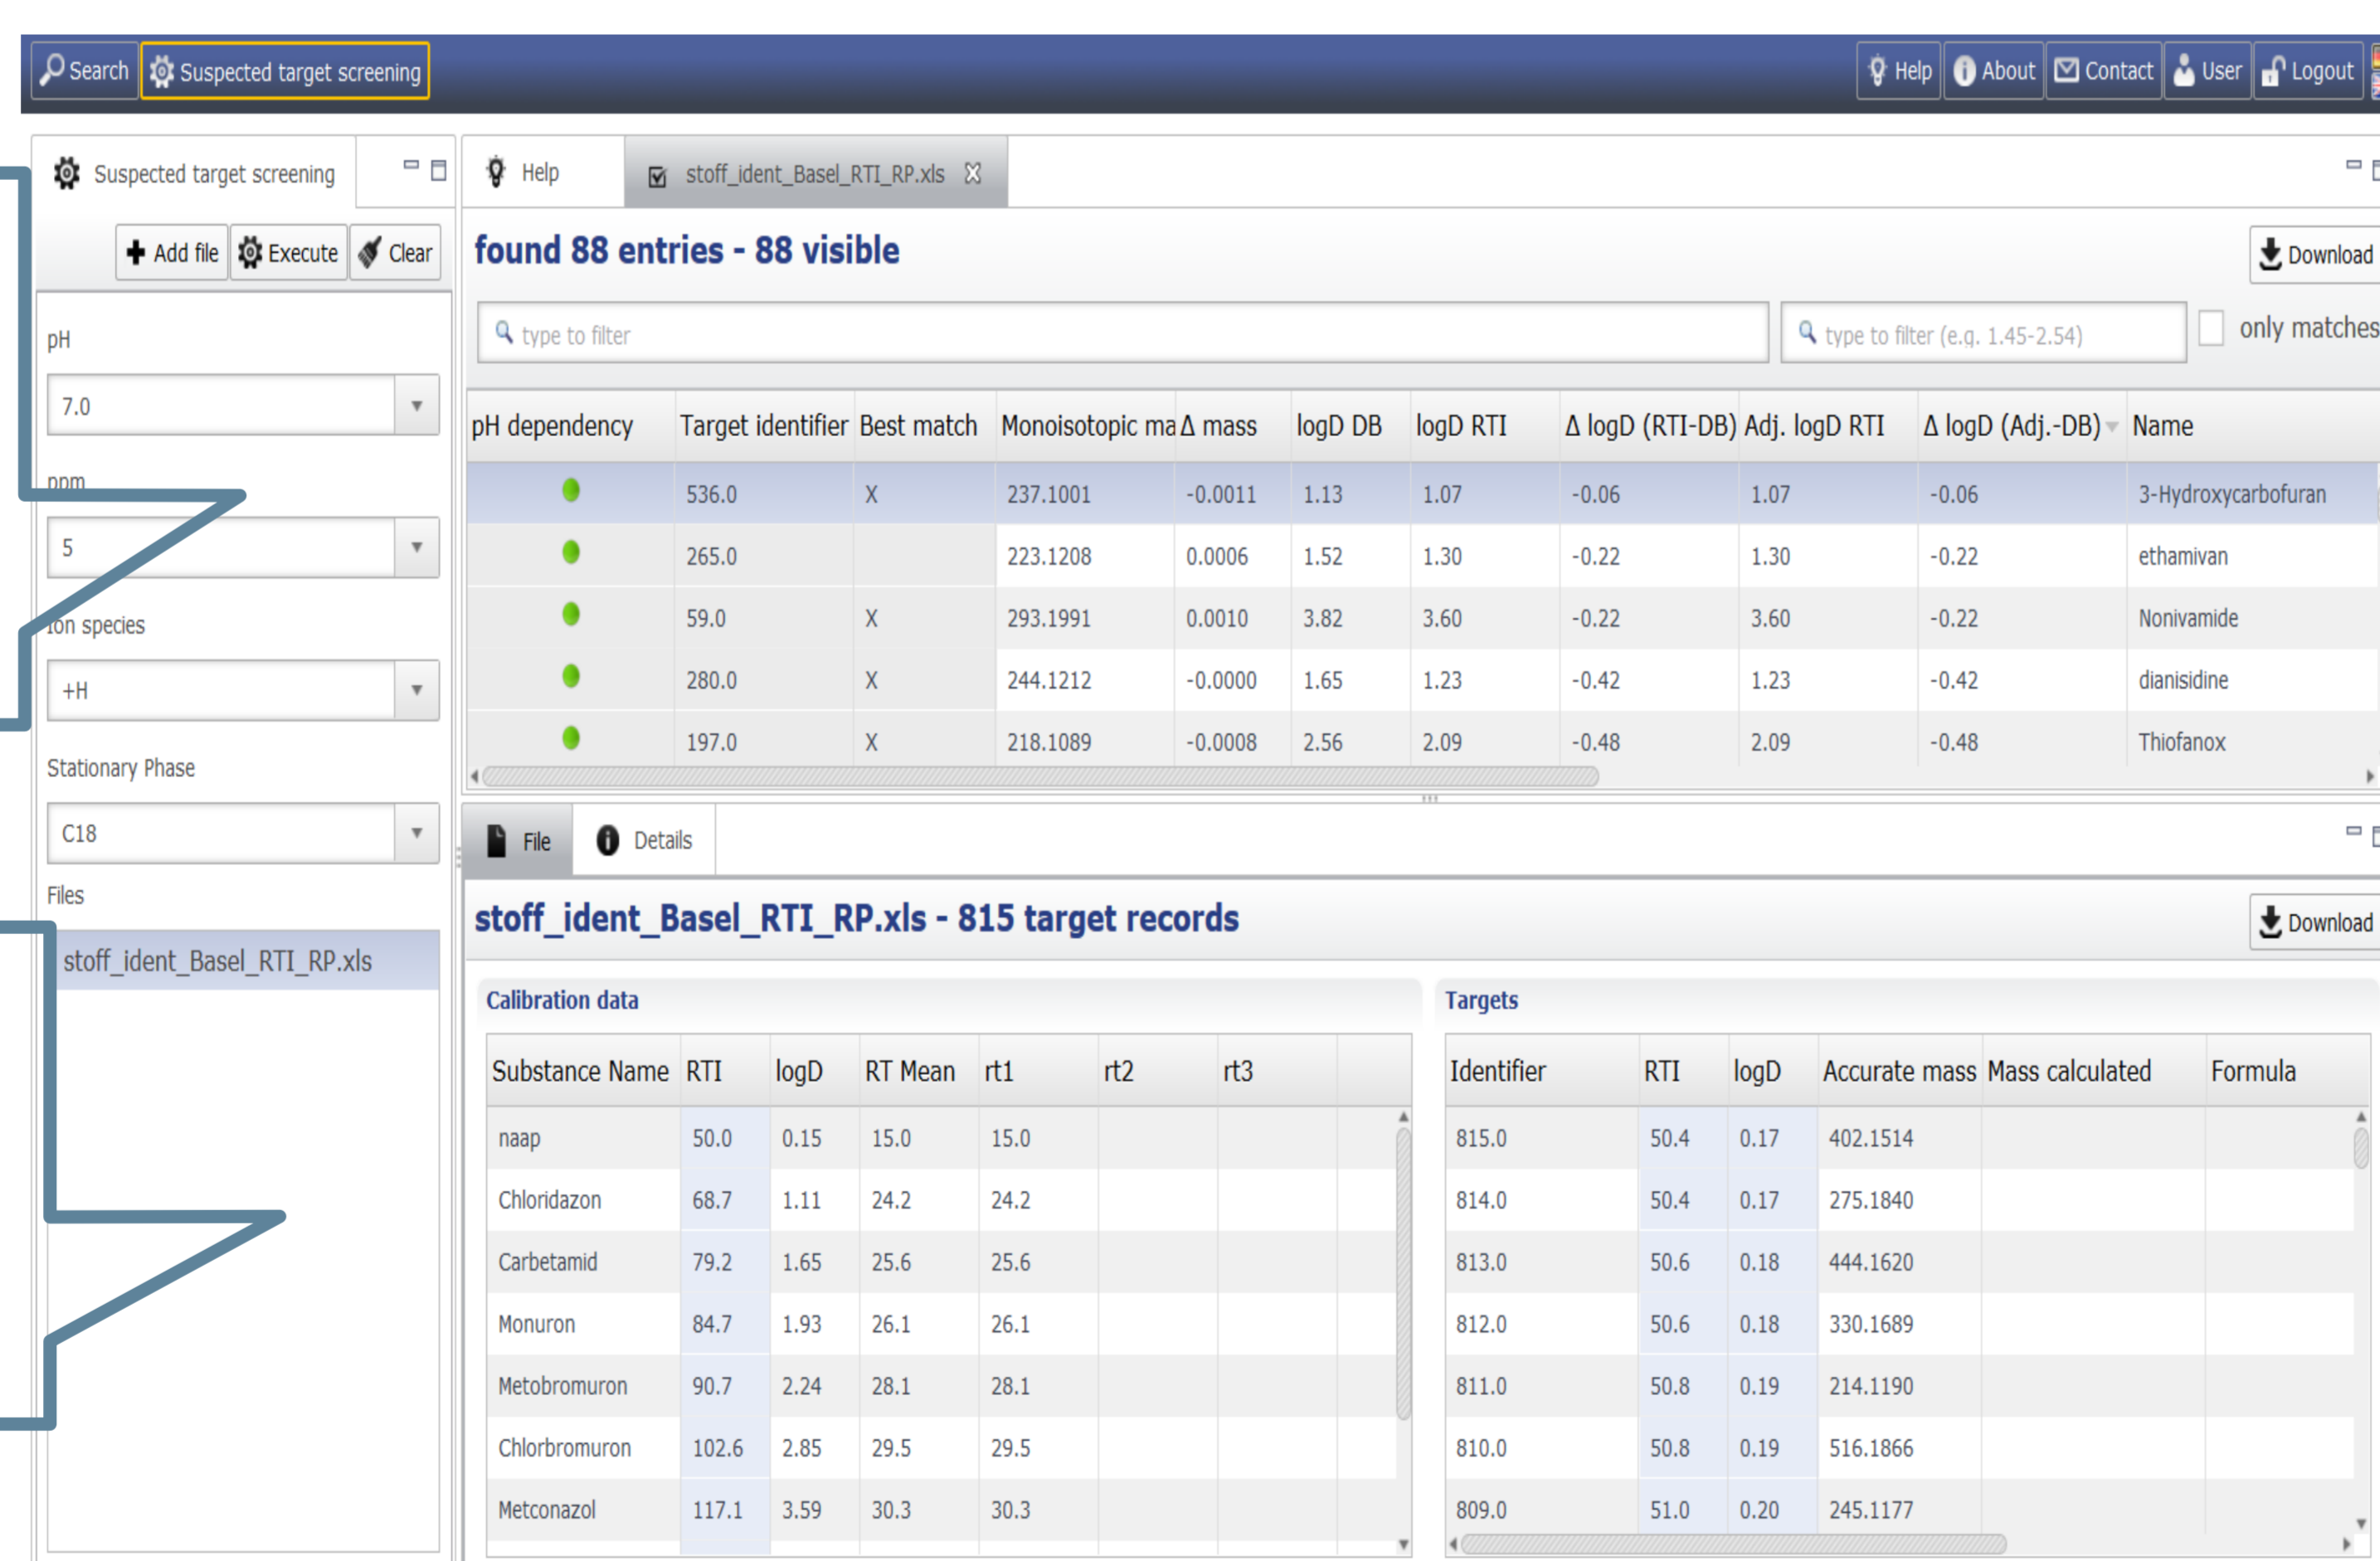 Search Suspected target screening Help About Contact User Logout
Suspected target screening
Add file Execute Clear
pH
7.0
ppm
5
Ion species
+H
Stationary Phase
C18
Files
stoff_ident_Basel_RTI_RP.xls
Help stoff_ident_Basel_RTI_RP.xls
found 88 entries - 88 visible Download
type to filter type to filter (e.g. 1.45-2.54) only matches
pH dependency Target identifier Best match Monoisotopic ma Δ mass logD DB logD RTI Δ logD (RTI-DB) Adj. logD RTI Δ logD (Adj.-DB) Name
536.0 X 237.1001 -0.0011 1.13 1.07 -0.06 1.07 -0.06 3-Hydroxycarbofuran
265.0 223.1208 0.0006 1.52 1.30 -0.22 1.30 -0.22 ethamivan
59.0 X 293.1991 0.0010 3.82 3.60 -0.22 3.60 -0.22 Nonivamide
280.0 X 244.1212 -0.0000 1.65 1.23 -0.42 1.23 -0.42 dianisidine
197.0 X 218.1089 -0.0008 2.56 2.09 -0.48 2.09 -0.48 Thiofanox
File Details
stoff_ident_Basel_RTI_RP.xls - 815 target records Download
Calibration data
Substance Name RTI logD RT Mean rt1 rt2 rt3
naap 50.0 0.15 15.0 15.0
Chloridazon 68.7 1.11 24.2 24.2
Carbetamid 79.2 1.65 25.6 25.6
Monuron 84.7 1.93 26.1 26.1
Metobromuron 90.7 2.24 28.1 28.1
Chlorbromuron 102.6 2.85 29.5 29.5
Metconazol 117.1 3.59 30.3 30.3
Targets
Identifier RTI logD Accurate mass Mass calculated Formula
815.0 50.4 0.17 402.1514
814.0 50.4 0.17 275.1840
813.0 50.6 0.18 444.1620
812.0 50.6 0.18 330.1689
811.0 50.8 0.19 214.1190
810.0 50.8 0.19 516.1866
809.0 51.0 0.20 245.1177